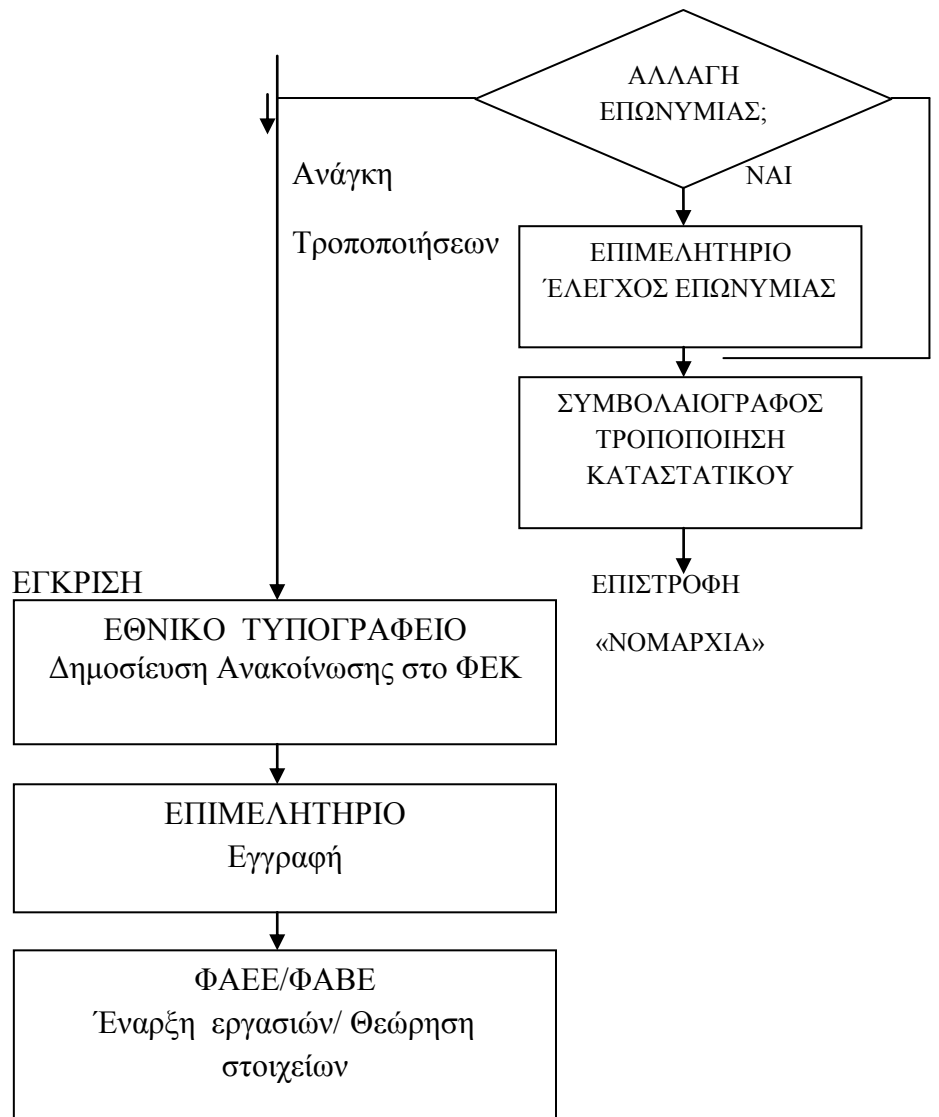 ΑΛΛΑΓΗ
ΕΠΩΝΥΜΙΑΣ;
Ανάγκη
Τροποποιήσεων
ΝΑΙ
ΕΠΙΜΕΛΗΤΗΡΙΟ
ΈΛΕΓΧΟΣ ΕΠΩΝΥΜΙΑΣ
ΣΥΜΒΟΛΑΙΟΓΡΑΦΟΣ
ΤΡΟΠΟΠΟΙΗΣΗ
ΚΑΤΑΣΤΑΤΙΚΟΥ
ΕΠΙΣΤΡΟΦΗ
«ΝΟΜΑΡΧΙΑ»
ΕΓΚΡΙΣΗ
ΕΘΝΙΚΟ ΤΥΠΟΓΡΑΦΕΙΟ
Δημοσίευση Ανακοίνωσης στο ΦΕΚ
ΕΠΙΜΕΛΗΤΗΡΙΟ
Εγγραφή
ΦΑΕΕ/ΦΑΒΕ
Έναρξη εργασιών/ Θεώρηση
στοιχείων